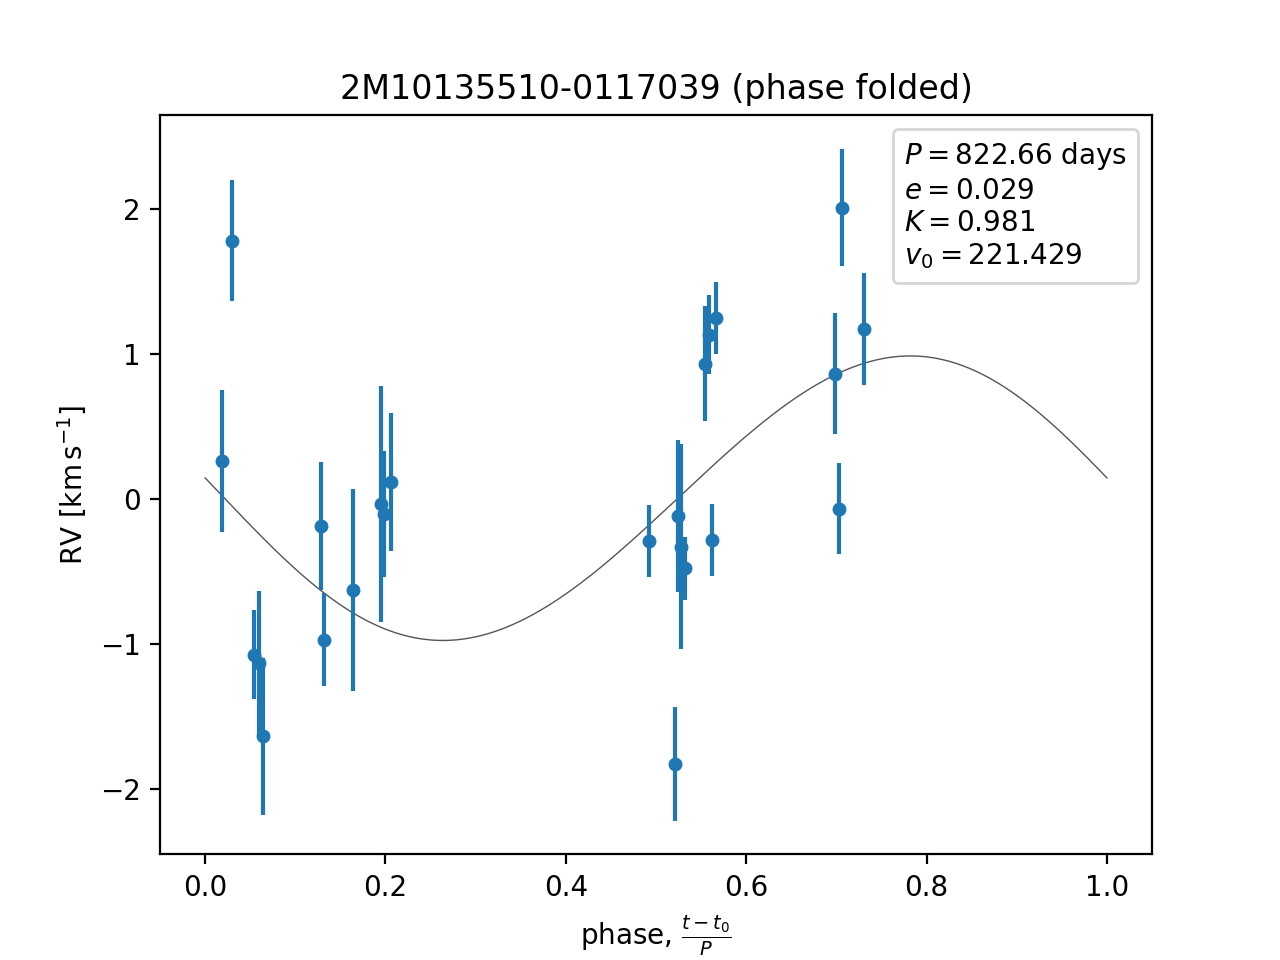 2M10135510-0117039 (phase folded)
P = 822.66 days
e = 0.029
K = 0.981
v₀ = 221.429
RV [km s⁻¹]
2
1
0
−1
−2
0.0 0.2 0.4 0.6 0.8 1.0
phase, (t − t₀)/P